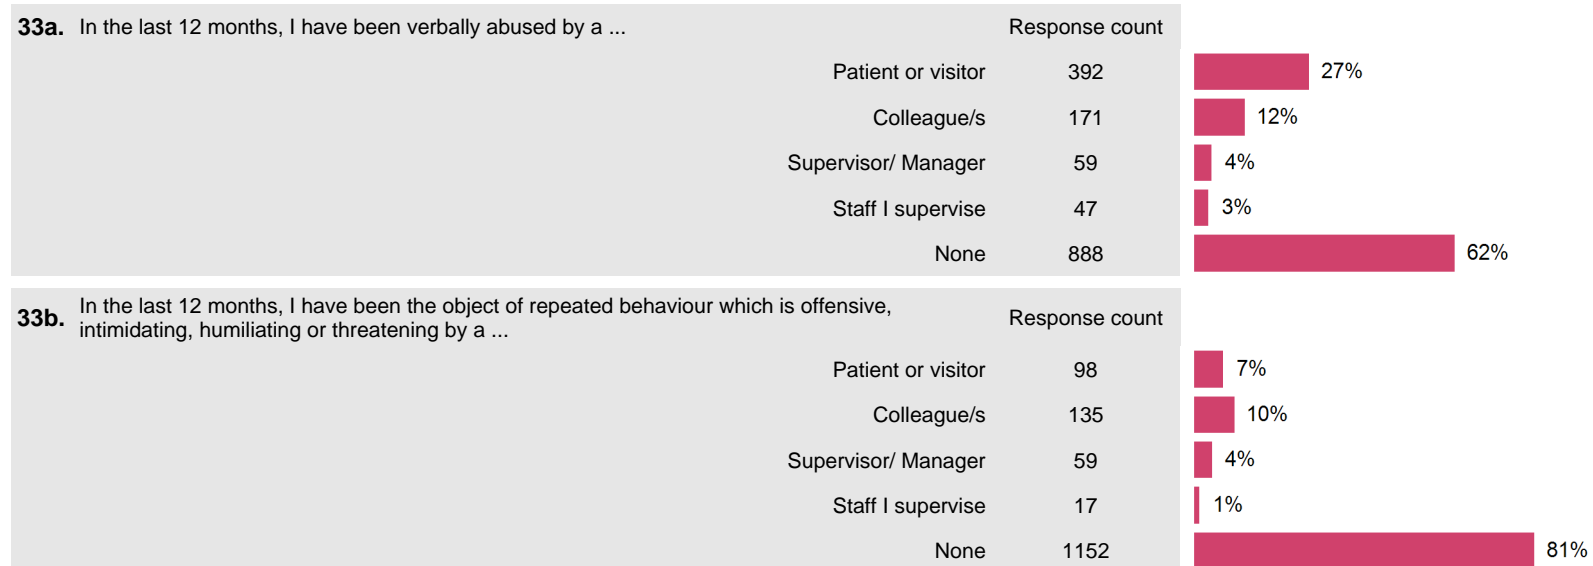 33a. In the last 12 months, I have been verbally abused by a ... Response count
Patient or visitor 392 27%
Colleague/s 171 12%
Supervisor/ Manager 59 4%
Staff I supervise 47 3%
None 888 62%
33b. In the last 12 months, I have been the object of repeated behaviour which is offensive,
intimidating, humiliating or threatening by a ... Response count
Patient or visitor 98 7%
Colleague/s 135 10%
Supervisor/ Manager 59 4%
Staff I supervise 17 1%
None 1152 81%